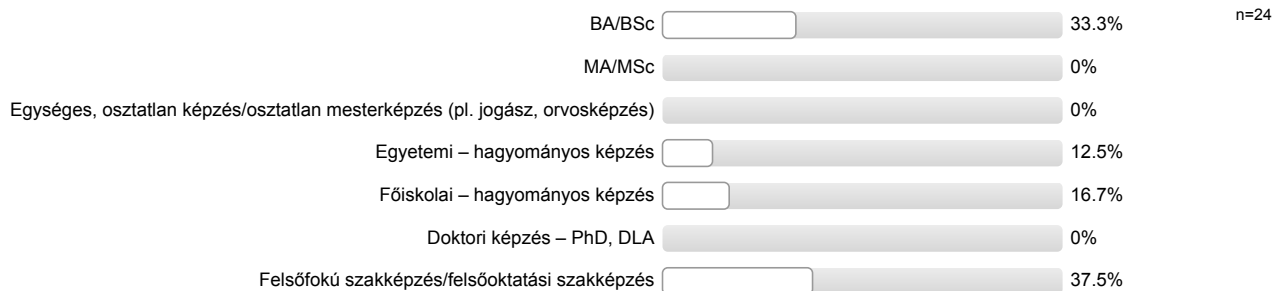 BA/BSc 33.3% n=24
MA/MSc 0%
Egységes, osztatlan képzés/osztatlan mesterképzés (pl. jogász, orvosképzés) 0%
Egyetemi – hagyományos képzés 12.5%
Főiskolai – hagyományos képzés 16.7%
Doktori képzés – PhD, DLA 0%
Felsőfokú szakképzés/felsőoktatási szakképzés 37.5%